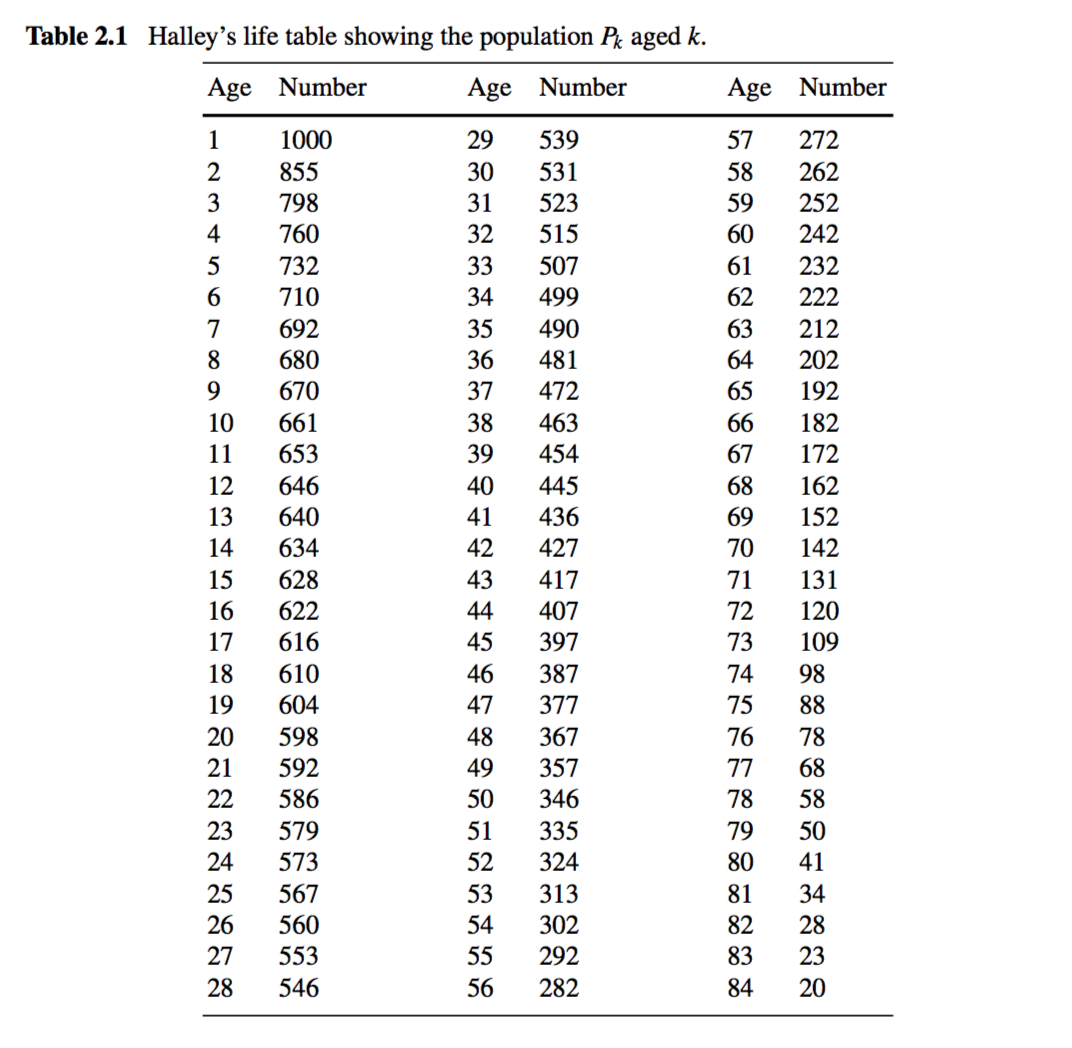 Table 2.1 Halley's life table showing the population Pk aged k.
Age Number Age Number Age Number
1 1000 29 539 57 272
2 855 30 531 58 262
3 798 31 523 59 252
4 760 32 515 60 242
5 732 33 507 61 232
6 710 34 499 62 222
7 692 35 490 63 212
8 680 36 481 64 202
9 670 37 472 65 192
10 661 38 463 66 182
11 653 39 454 67 172
12 646 40 445 68 162
13 640 41 436 69 152
14 634 42 427 70 142
15 628 43 417 71 131
16 622 44 407 72 120
17 616 45 397 73 109
18 610 46 387 74 98
19 604 47 377 75 88
20 598 48 367 76 78
21 592 49 357 77 68
22 586 50 346 78 58
23 579 51 335 79 50
24 573 52 324 80 41
25 567 53 313 81 34
26 560 54 302 82 28
27 553 55 292 83 23
28 546 56 282 84 20